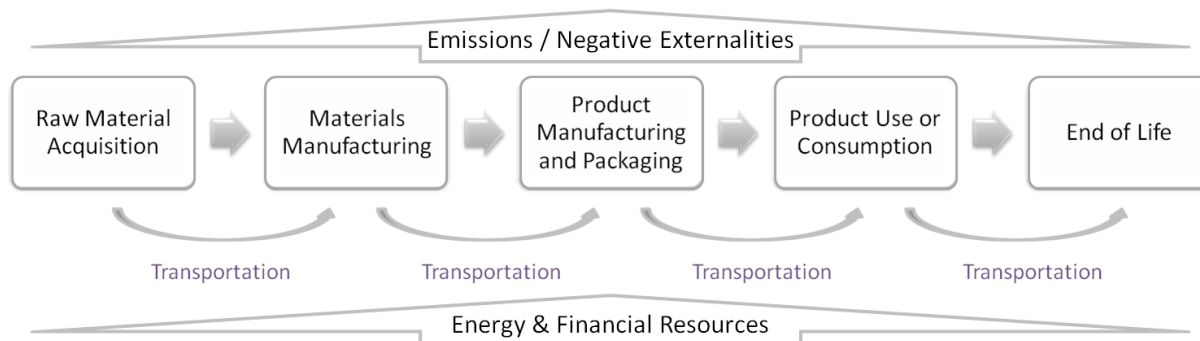 Emissions / Negative Externalities
Raw Material
Acquisition
Materials
Manufacturing
Product
Manufacturing
and Packaging
Product Use or
Consumption
End of Life
Transportation
Transportation
Transportation
Transportation
Energy & Financial Resources